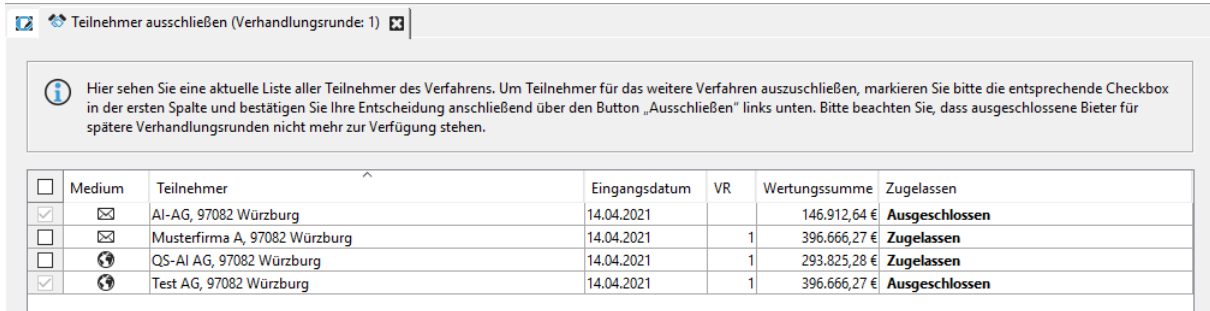 Teilnehmer ausschließen (Verhandlungsrunde: 1)
Hier sehen Sie eine aktuelle Liste aller Teilnehmer des Verfahrens. Um Teilnehmer für das weitere Verfahren auszuschließen, markieren Sie bitte die entsprechende Checkbox
in der ersten Spalte und bestätigen Sie Ihre Entscheidung anschließend über den Button „Ausschließen“ links unten. Bitte beachten Sie, dass ausgeschlossene Bieter für
spätere Verhandlungsrunden nicht mehr zur Verfügung stehen.
Medium Teilnehmer Eingangsdatum VR Wertungssumme Zugelassen
AI-AG, 97082 Würzburg 14.04.2021 146.912,64 € Ausgeschlossen
Musterfirma A, 97082 Würzburg 14.04.2021 1 396.666,27 € Zugelassen
QS-AI AG, 97082 Würzburg 14.04.2021 1 293.825,28 € Zugelassen
Test AG, 97082 Würzburg 14.04.2021 1 396.666,27 € Ausgeschlossen